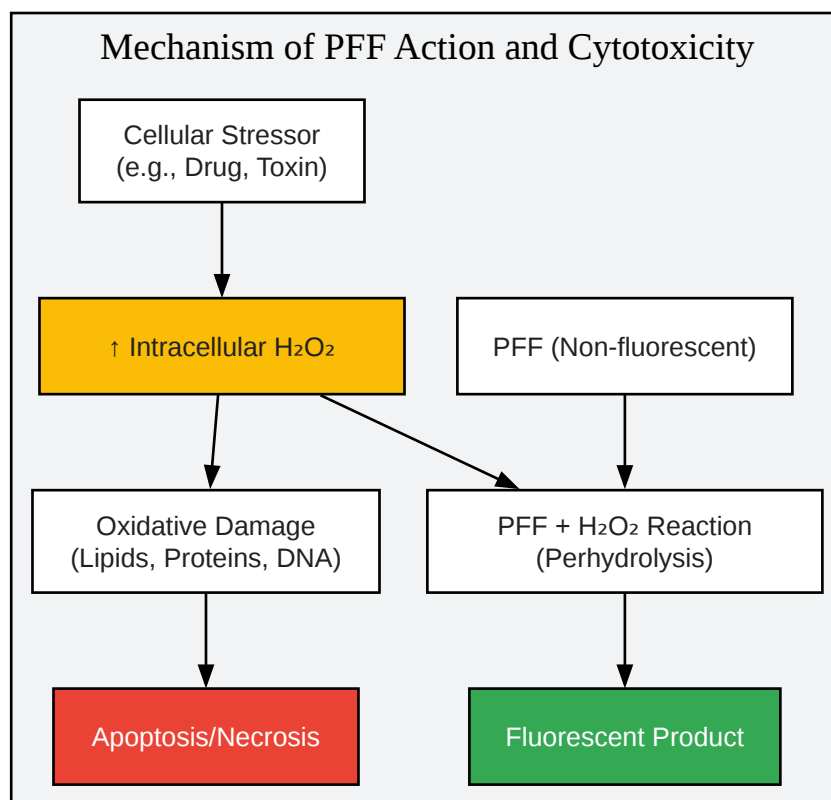 Mechanism of PFF Action and Cytotoxicity
Cellular Stressor
(e.g., Drug, Toxin)
↑ Intracellular H₂O₂
PFF (Non-fluorescent)
Oxidative Damage
(Lipids, Proteins, DNA)
PFF + H₂O₂ Reaction
(Perhydrolysis)
Apoptosis/Necrosis
Fluorescent Product